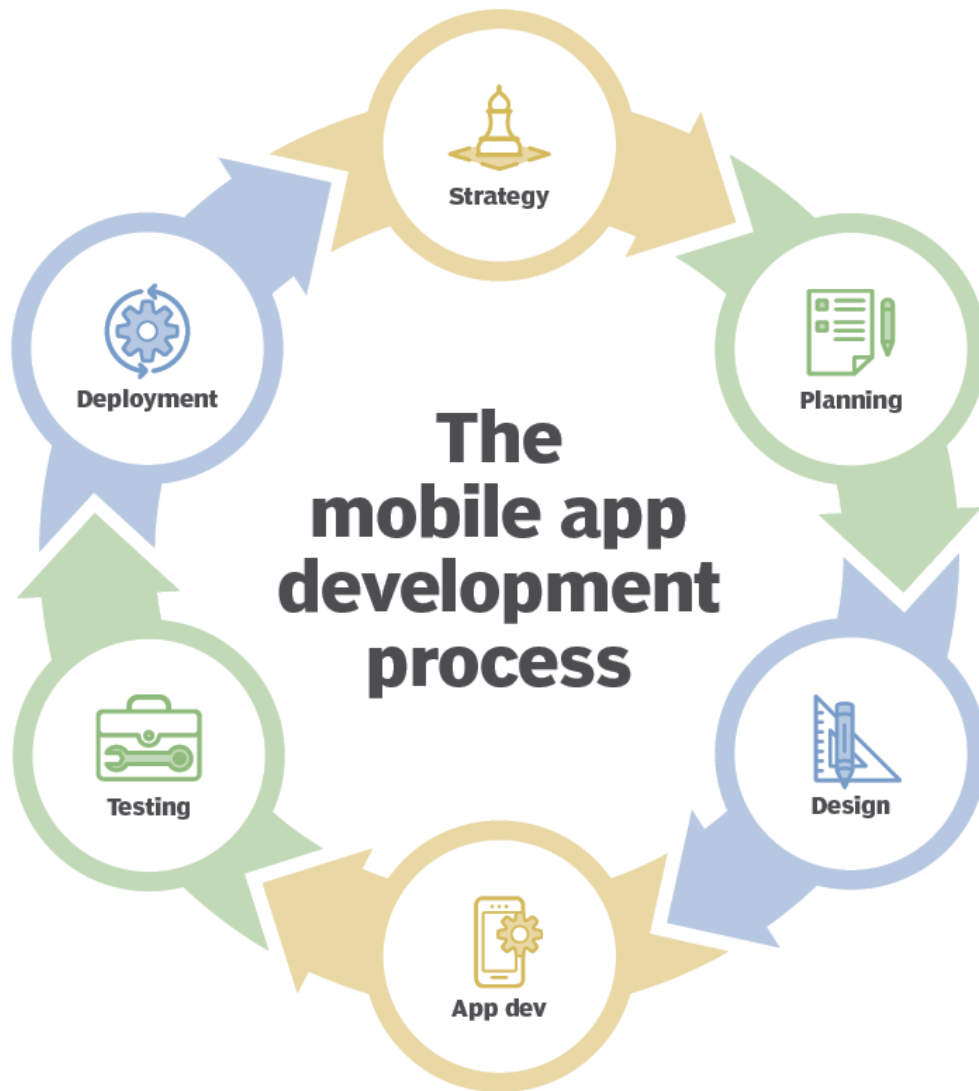 The
mobile app
development
process
Strategy
Planning
Design
App dev
Testing
Deployment